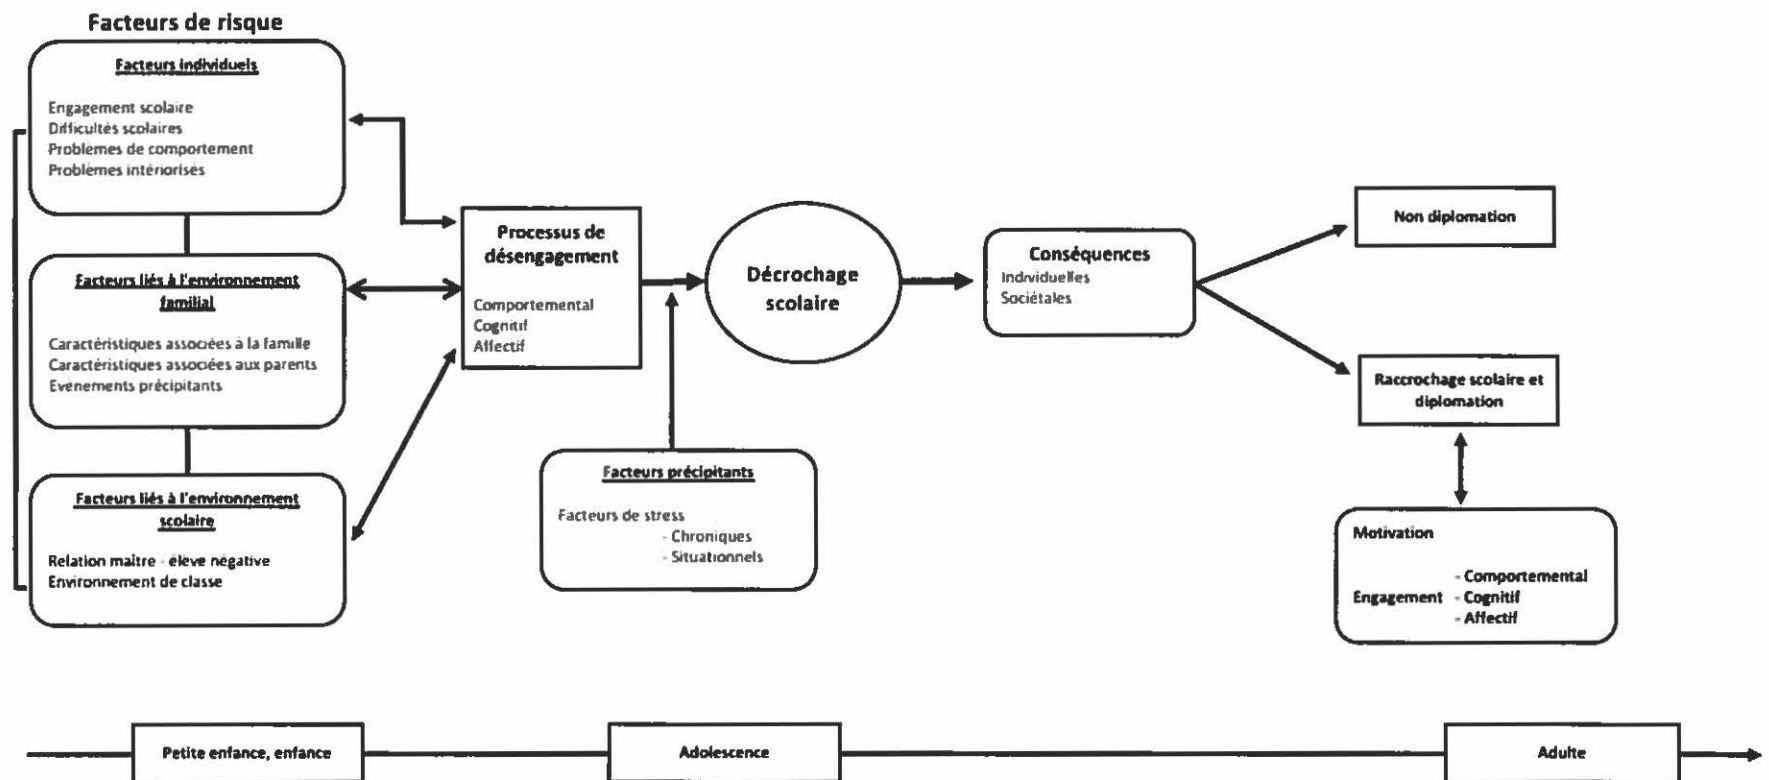 Facteurs de risque
Facteurs individuels
Engagement scolaire
Difficultés scolaires
Problèmes de comportement
Problèmes intériorisés
Facteurs liés à l'environnement
familial
Caractéristiques associées à la famille
Caractéristiques associées aux parents
Evénements précipitants
Facteurs liés à l'environnement
scolaire
Relation maître - élève négative
Environnement de classe
Processus de
désengagement
Comportemental
Cognitif
Affectif
Facteurs précipitants
Facteurs de stress
- Chroniques
- Situationnels
Décrochage
scolaire
Conséquences
Individuelles
Sociétales
Non diplomation
Raccrochage scolaire et
diplomation
Motivation
- Comportemental
Engagement - Cognitif
- Affectif
Petite enfance, enfance
Adolescence
Adulte